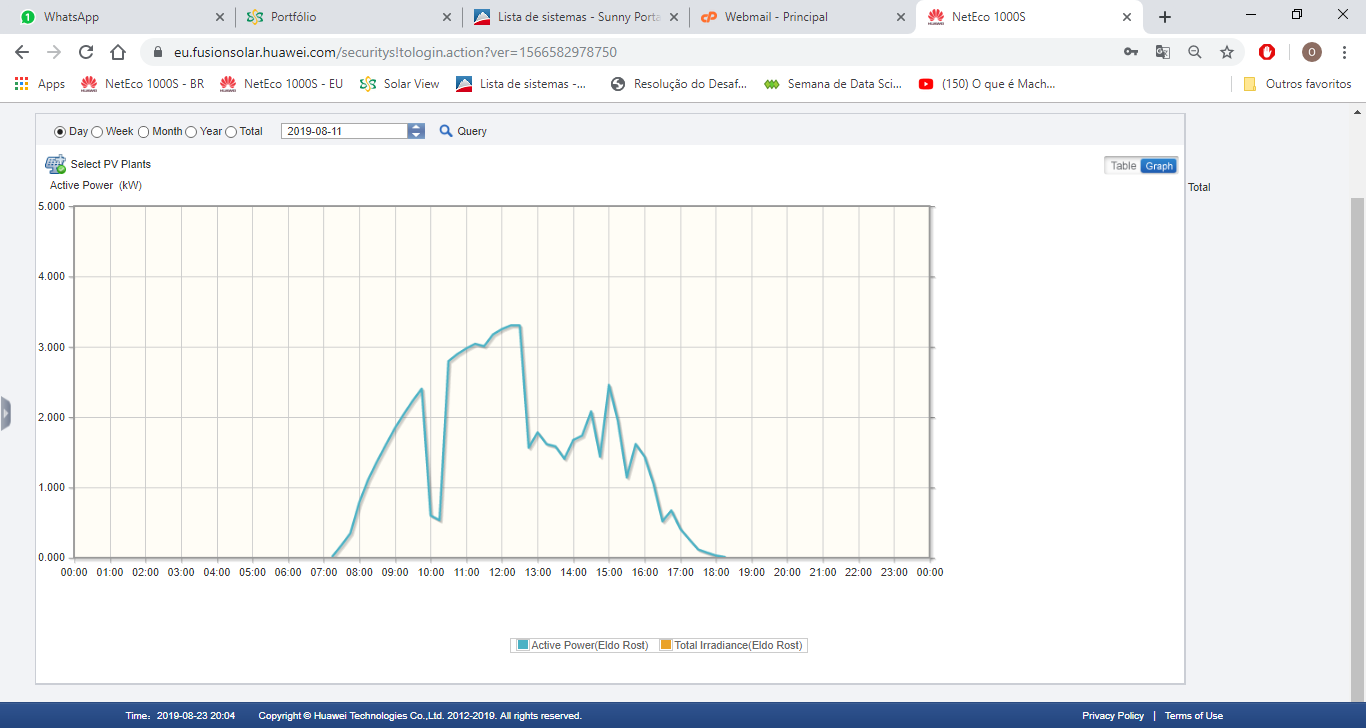 1 WhatsApp
Portfólio
Lista de sistemas - Sunny Porta
cP Webmail - Principal
NetEco 1000S
eu.fusionsolar.huawei.com/securitys!tologin.action?ver=1566582978750
O
Apps
NetEco 1000S - BR
NetEco 1000S - EU
Solar View
Lista de sistemas -...
Resolução do Desaf...
Semana de Data Sci...
(150) O que é Mach...
Outros favoritos
Day Week Month Year Total 2019-08-11 Query
Select PV Plants
Table Graph
Active Power (kW)
Total
5.000
4.000
3.000
2.000
1.000
0.000
00:00 01:00 02:00 03:00 04:00 05:00 06:00 07:00 08:00 09:00 10:00 11:00 12:00 13:00 14:00 15:00 16:00 17:00 18:00 19:00 20:00 21:00 22:00 23:00 00:00
Active Power(Eldo Rost) Total Irradiance(Eldo Rost)
Time: 2019-08-23 20:04 Copyright © Huawei Technologies Co.,Ltd. 2012-2019. All rights reserved. Privacy Policy | Terms of Use